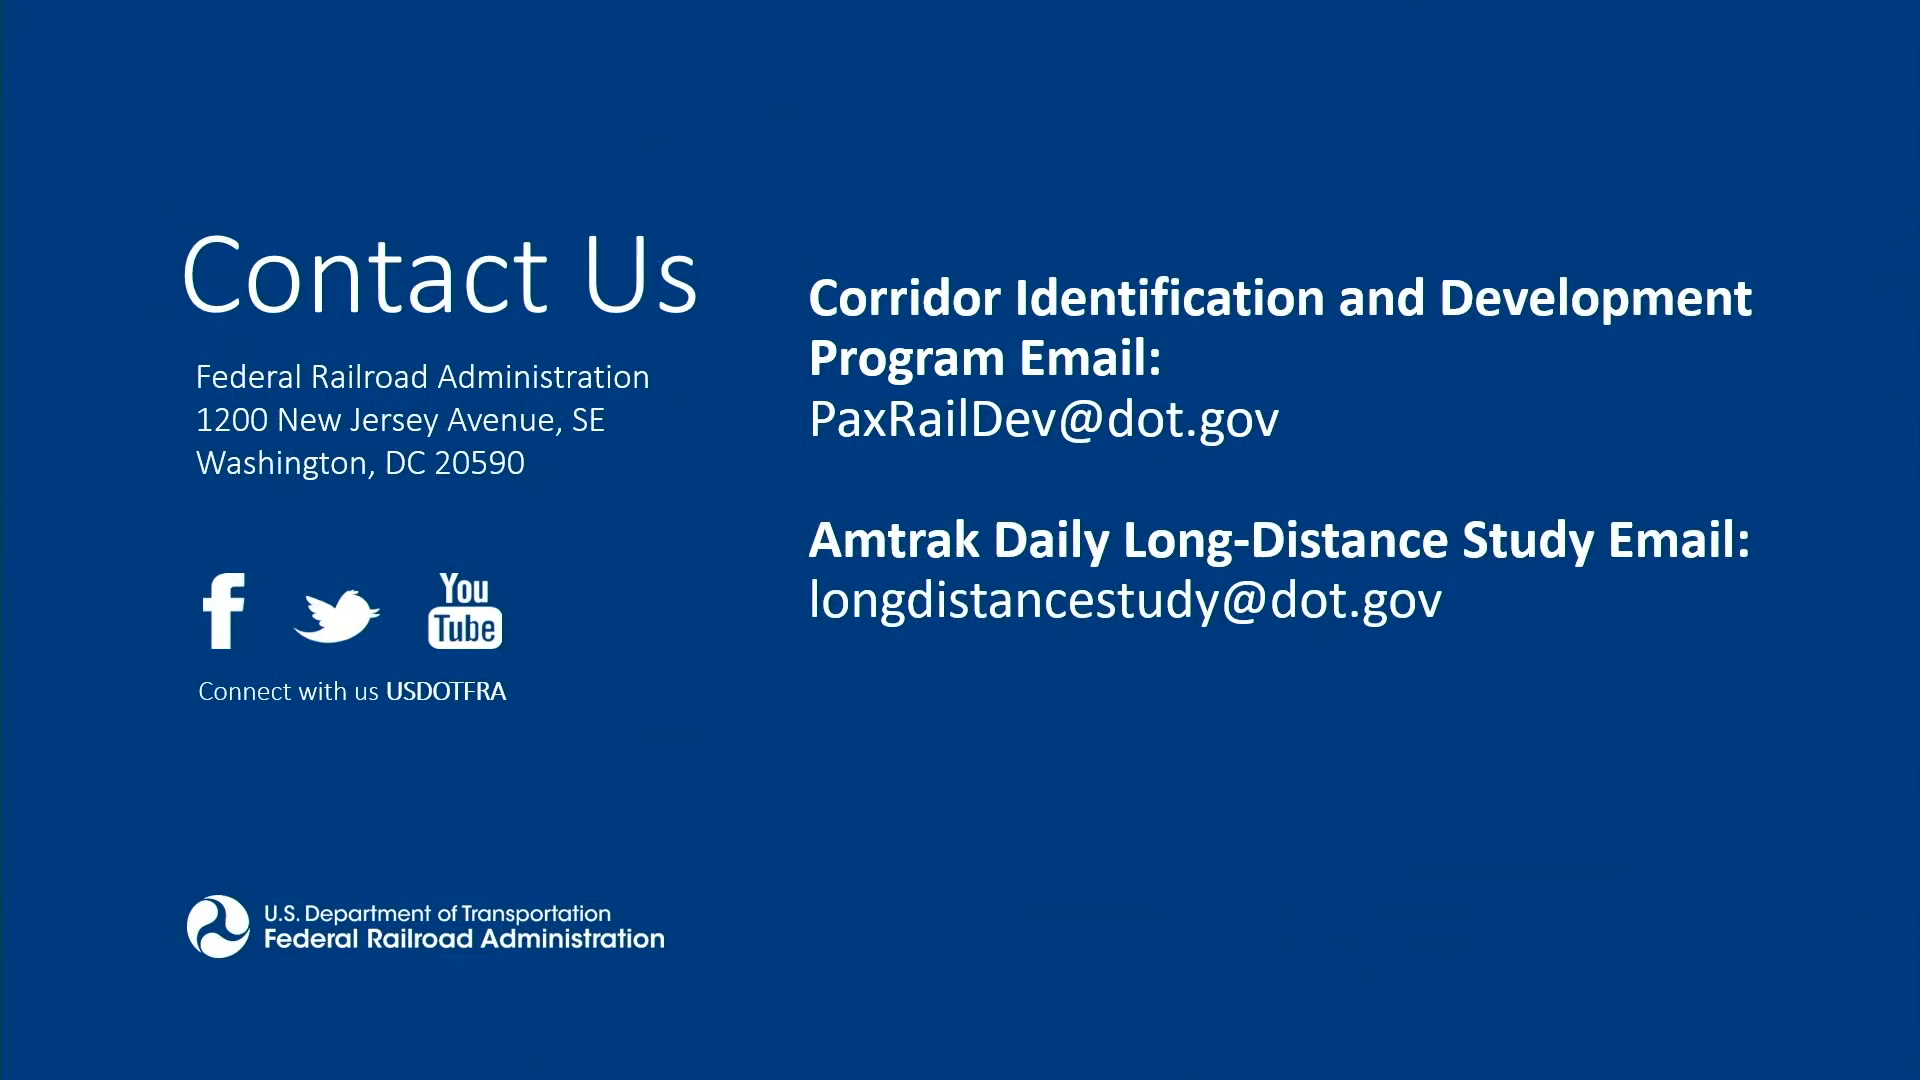 Contact Us
Federal Railroad Administration
1200 New Jersey Avenue, SE
Washington, DC 20590
You
Tube
Connect with us USDOTFRA
Corridor Identification and Development
Program Email:
PaxRailDev@dot.gov
Amtrak Daily Long-Distance Study Email:
longdistancestudy@dot.gov
U.S. Department of Transportation
Federal Railroad Administration